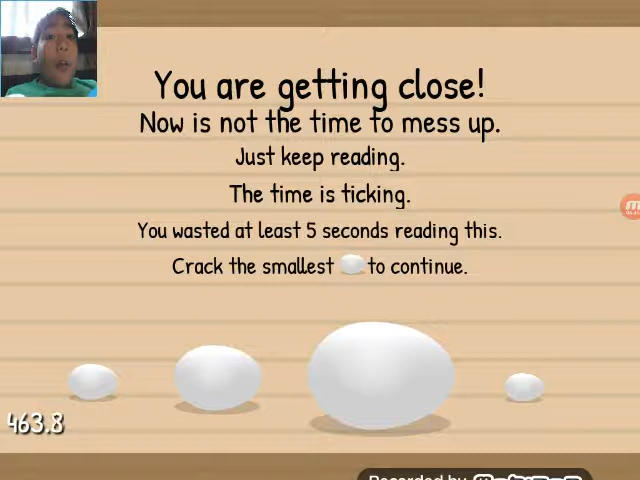 You are getting close!
Now is not the time to mess up.
Just keep reading.
The time is ticking.
You wasted at least 5 seconds reading this.
Crack the smallest to continue.
463.8
Recorded by